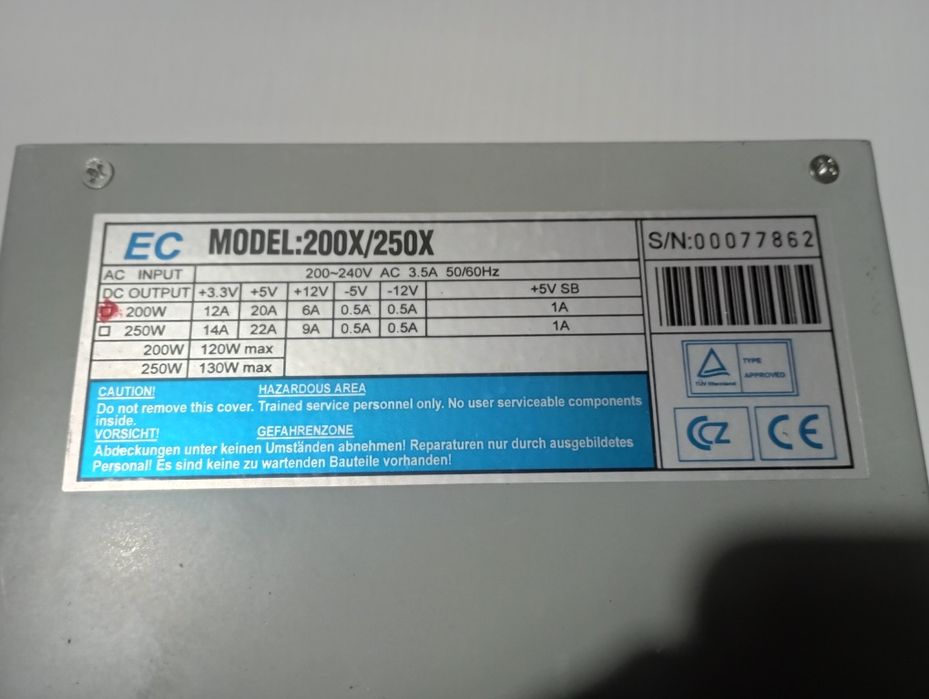 EC MODEL:200X/250X
S/N:00077862
AC INPUT 200~240V AC 3.5A 50/60Hz
DC OUTPUT +3.3V +5V +12V -5V -12V +5V SB
200W 12A 20A 6A 0.5A 0.5A 1A
250W 14A 22A 9A 0.5A 0.5A 1A
200W 120W max
250W 130W max
CAUTION! HAZARDOUS AREA
Do not remove this cover. Trained service personnel only. No user serviceable components
inside.
VORSICHT! GEFAHRENZONE
Abdeckungen unter keinen Umständen abnehmen! Reparaturen nur durch ausgebildetes
Personal! Es sind keine zu wartenden Bauteile vorhanden!
TÜV Rheinland
TYPE
APPROVED
CCZ
CE